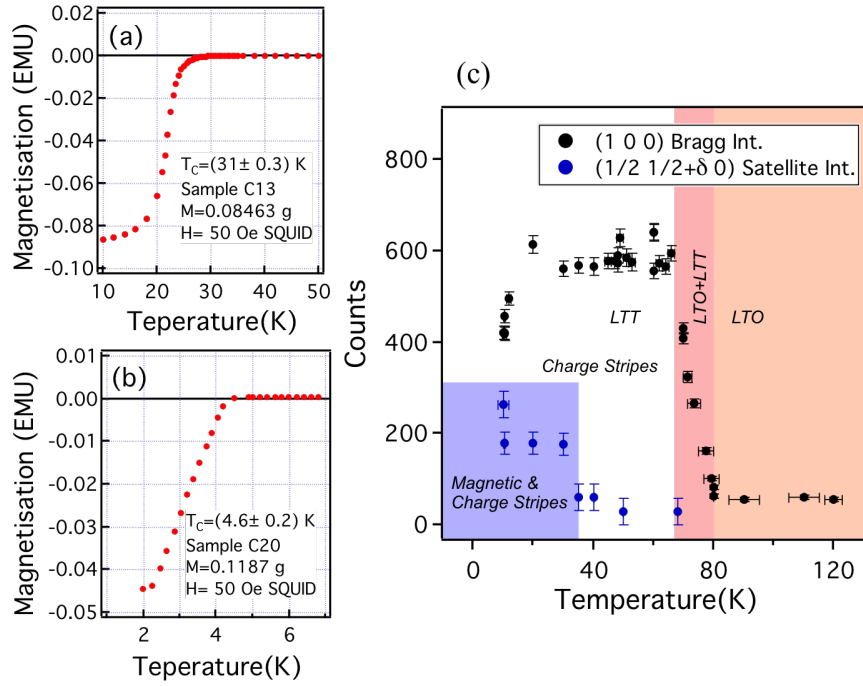 (a)
Magnetisation (EMU)
0.02
0.00
-0.02
-0.04
-0.06
-0.08
-0.10
T_C=(31± 0.3) K
Sample C13
M=0.08463 g
H= 50 Oe SQUID
10 20 30 40 50
Teperature(K)
(b)
Magnetisation (EMU)
0.01
0.00
-0.01
-0.02
-0.03
-0.04
-0.05
T_C=(4.6± 0.2) K
Sample C20
M=0.1187 g
H= 50 Oe SQUID
2 4 6
Teperature(K)
(c)
Counts
800
600
400
200
0
(1 0 0) Bragg Int.
(1/2 1/2+δ 0) Satellite Int.
LTT
LTO+LTT
LTO
Charge Stripes
Magnetic &
Charge Stripes
0 40 80 120
Temperature(K)